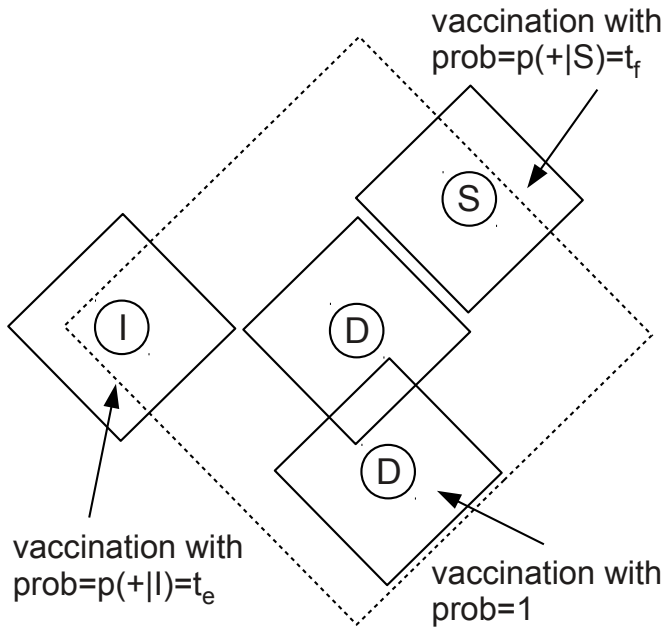 vaccination with
prob=p(+|S)=t_f
S
I
D
D
vaccination with
prob=p(+|I)=t_e
vaccination with
prob=1